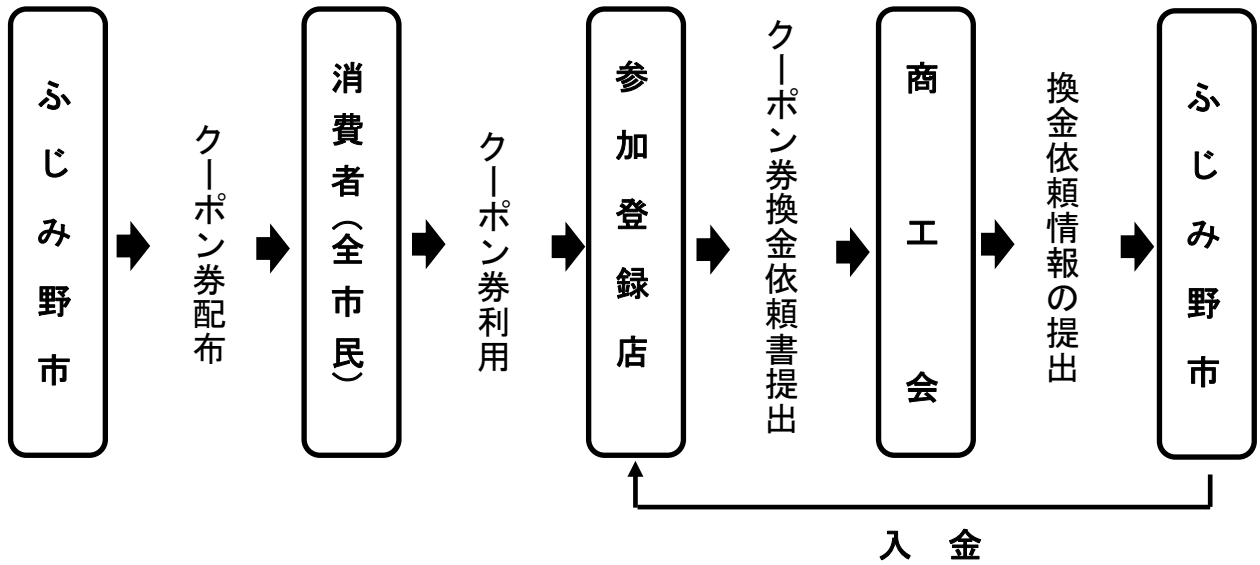 ふじみ野市
クーポン券配布
消費者(全市民)
クーポン券利用
参加登録店
クーポン券換金依頼書提出
商工会
換金依頼情報の提出
ふじみ野市
入金